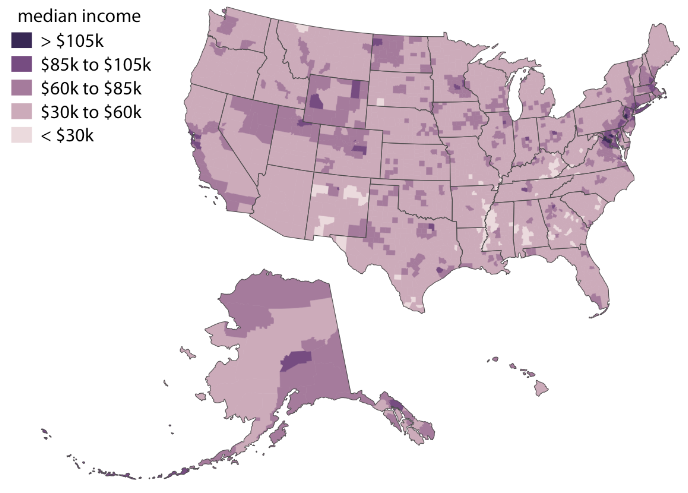 median income
> $105k
$85k to $105k
$60k to $85k
$30k to $60k
< $30k